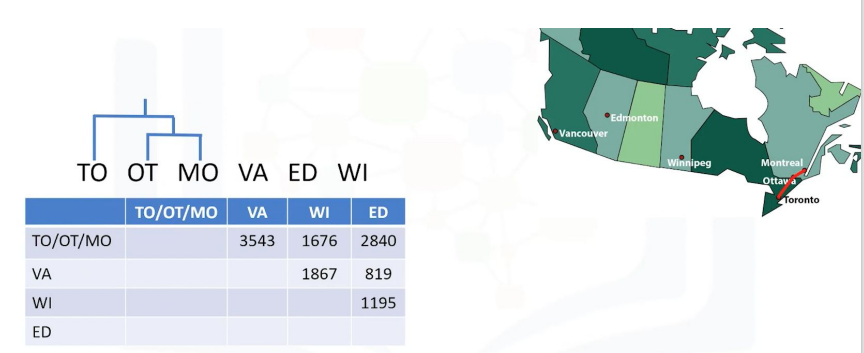 Edmonton
Vancouver
Winnipeg
Montreal
Ottawa
Toronto
TO OT MO VA ED WI
TO/OT/MO VA WI ED
TO/OT/MO 3543 1676 2840
VA 1867 819
WI 1195
ED